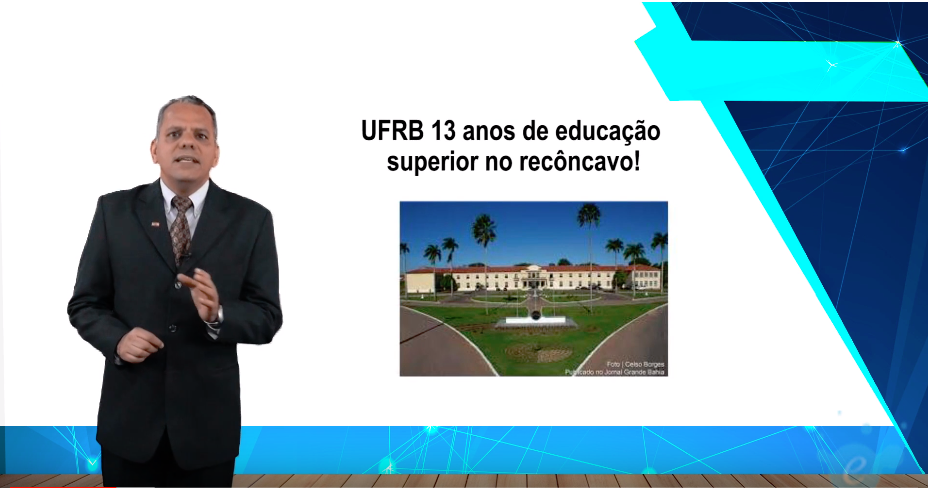 UFRB 13 anos de educação
superior no recôncavo!
Foto | Celso Borges
Publicado no Jornal Grande Bahia
e